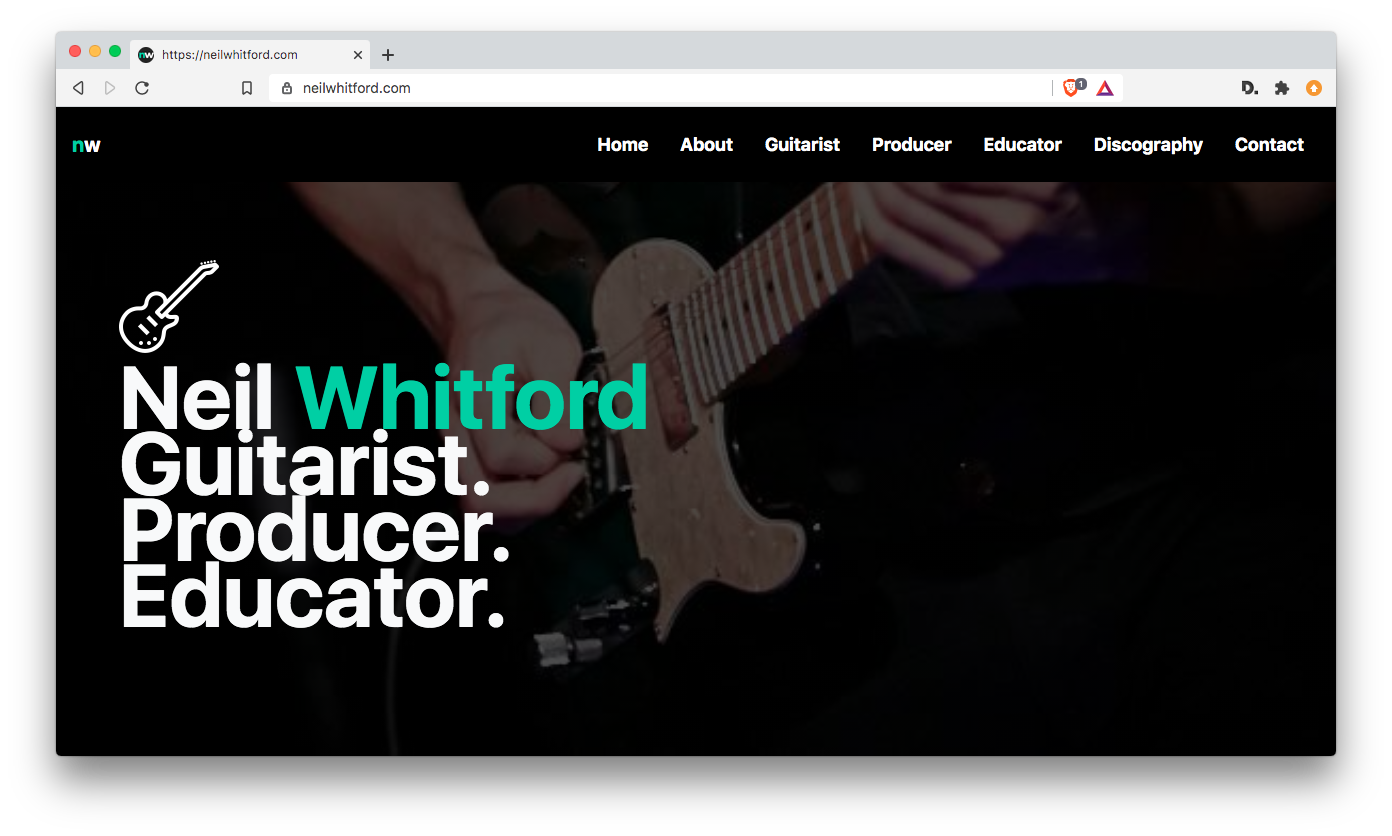 nw https://neilwhitford.com
neilwhitford.com 1 D.
nw Home About Guitarist Producer Educator Discography Contact
Neil Whitford
Guitarist.
Producer.
Educator.